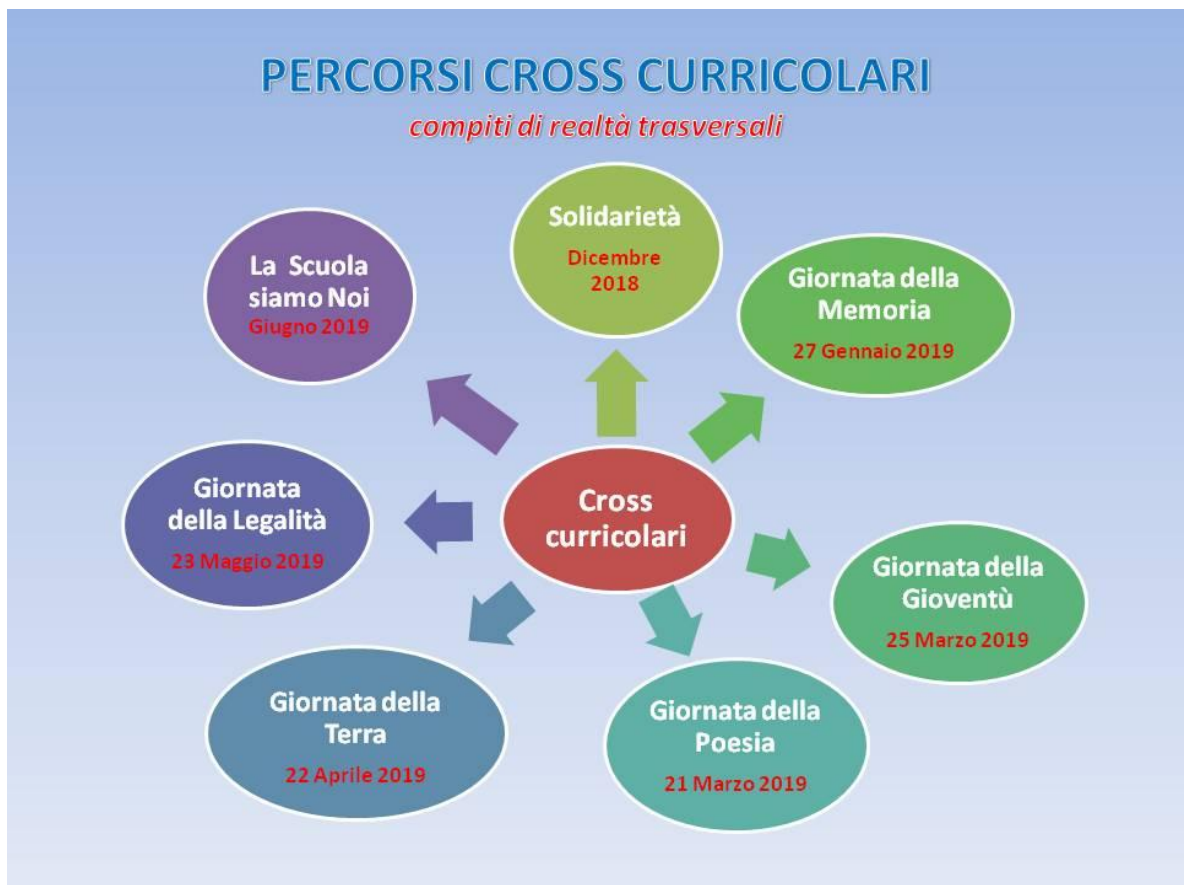 PERCORSI CROSS CURRICOLARI
compiti di realtà trasversali
Solidarietà
Dicembre
2018
Giornata della
Memoria
27 Gennaio 2019
Giornata della
Gioventù
25 Marzo 2019
Giornata della
Poesia
21 Marzo 2019
Giornata della
Terra
22 Aprile 2019
Giornata
della Legalità
23 Maggio 2019
La Scuola
siamo Noi
Giugno 2019
Cross
curricolari